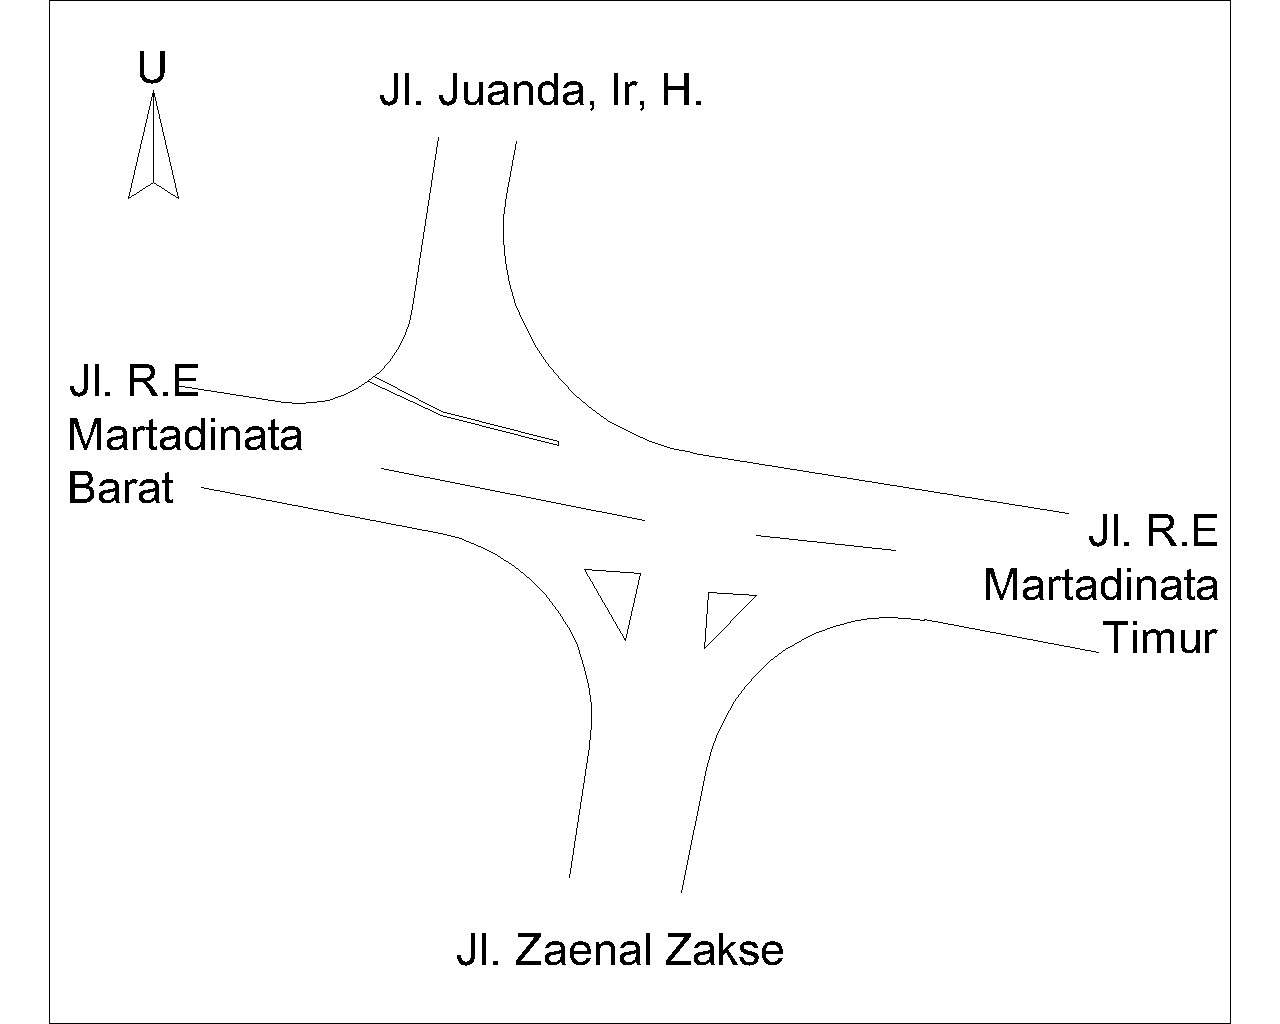 U
Jl. Juanda, Ir, H.
Jl. R.E
Martadinata
Barat
Jl. R.E
Martadinata
Timur
Jl. Zaenal Zakse